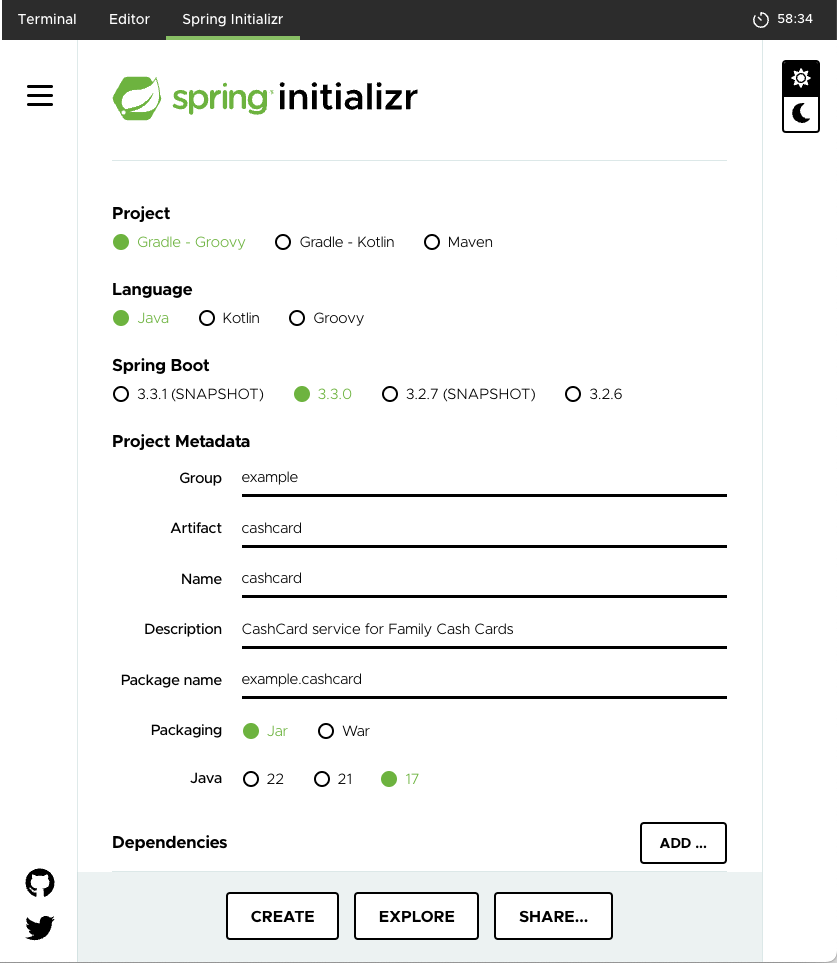 Terminal Editor Spring Initializr 58:34
spring initializr
Project
Gradle - Groovy Gradle - Kotlin Maven
Language
Java Kotlin Groovy
Spring Boot
3.3.1 (SNAPSHOT) 3.3.0 3.2.7 (SNAPSHOT) 3.2.6
Project Metadata
Group example
Artifact cashcard
Name cashcard
Description CashCard service for Family Cash Cards
Package name example.cashcard
Packaging Jar War
Java 22 21 17
Dependencies ADD ...
CREATE EXPLORE SHARE...